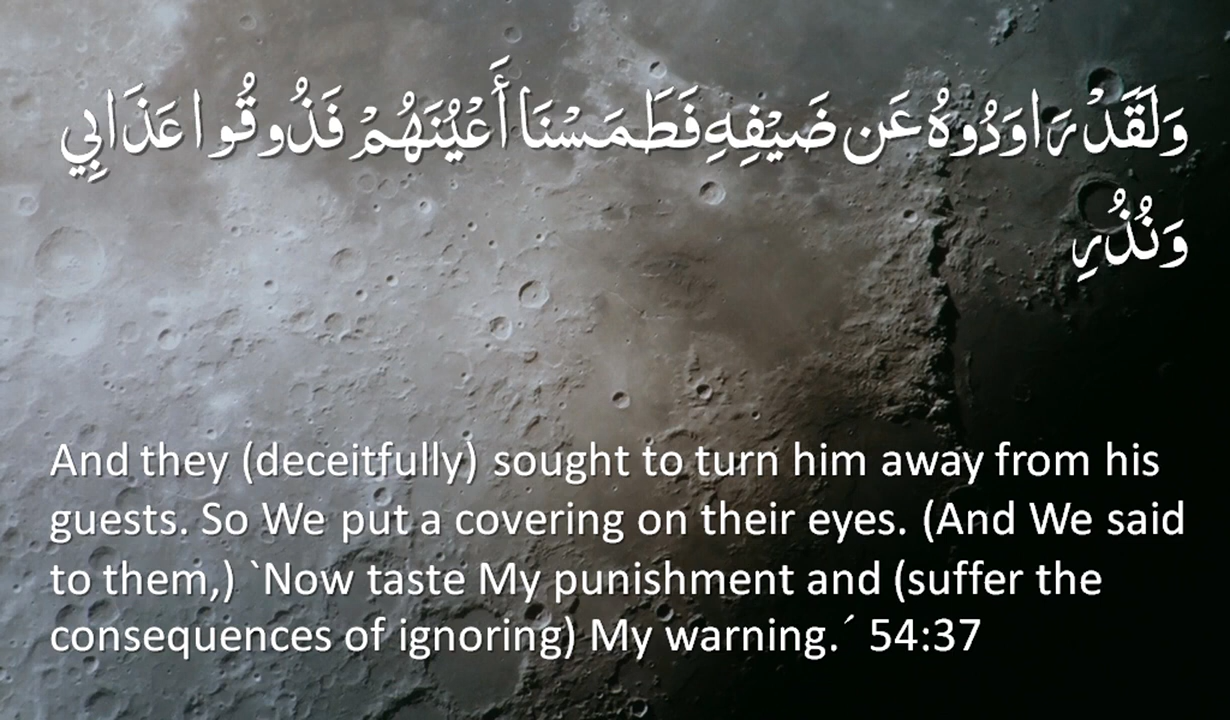 وَلَقَدْ رَاوَدُوهُ عَن ضَيْفِهِ فَطَمَسْنَا أَعْيُنَهُمْ فَذُوقُوا عَذَابِي
وَنُذُرِ
And they (deceitfully) sought to turn him away from his
guests. So We put a covering on their eyes. (And We said
to them,) `Now taste My punishment and (suffer the
consequences of ignoring) My warning.´ 54:37